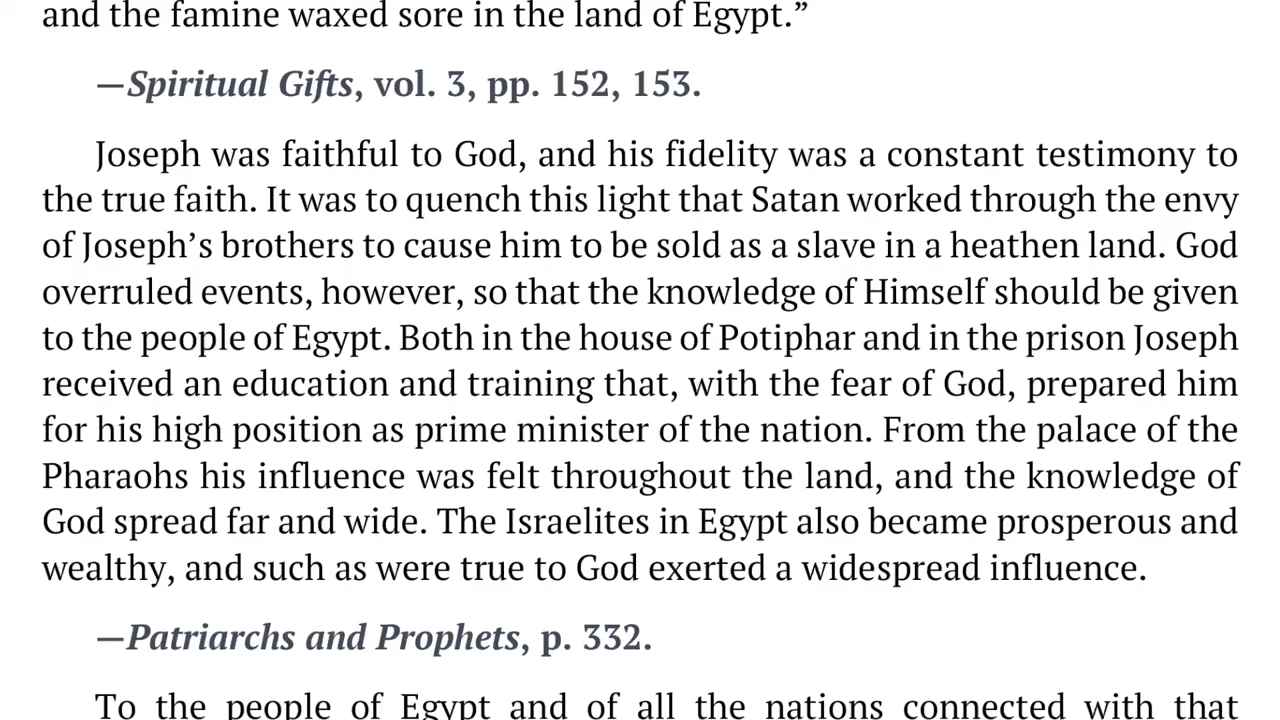 and the famine waxed sore in the land of Egypt.”
—Spiritual Gifts, vol. 3, pp. 152, 153.
Joseph was faithful to God, and his fidelity was a constant testimony to
the true faith. It was to quench this light that Satan worked through the envy
of Joseph’s brothers to cause him to be sold as a slave in a heathen land. God
overruled events, however, so that the knowledge of Himself should be given
to the people of Egypt. Both in the house of Potiphar and in the prison Joseph
received an education and training that, with the fear of God, prepared him
for his high position as prime minister of the nation. From the palace of the
Pharaohs his influence was felt throughout the land, and the knowledge of
God spread far and wide. The Israelites in Egypt also became prosperous and
wealthy, and such as were true to God exerted a widespread influence.
—Patriarchs and Prophets, p. 332.
To the people of Egypt and of all the nations connected with that